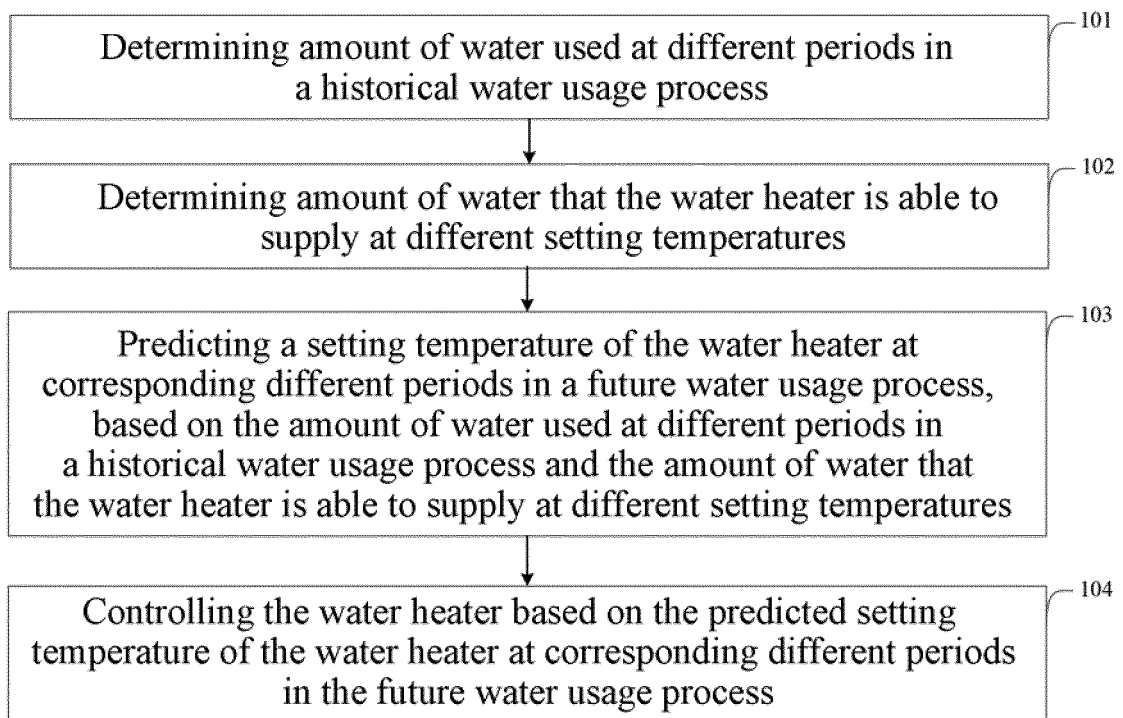 101
Determining amount of water used at different periods in
a historical water usage process
102
Determining amount of water that the water heater is able to
supply at different setting temperatures
103
Predicting a setting temperature of the water heater at
corresponding different periods in a future water usage process,
based on the amount of water used at different periods in
a historical water usage process and the amount of water that
the water heater is able to supply at different setting temperatures
104
Controlling the water heater based on the predicted setting
temperature of the water heater at corresponding different periods
in the future water usage process